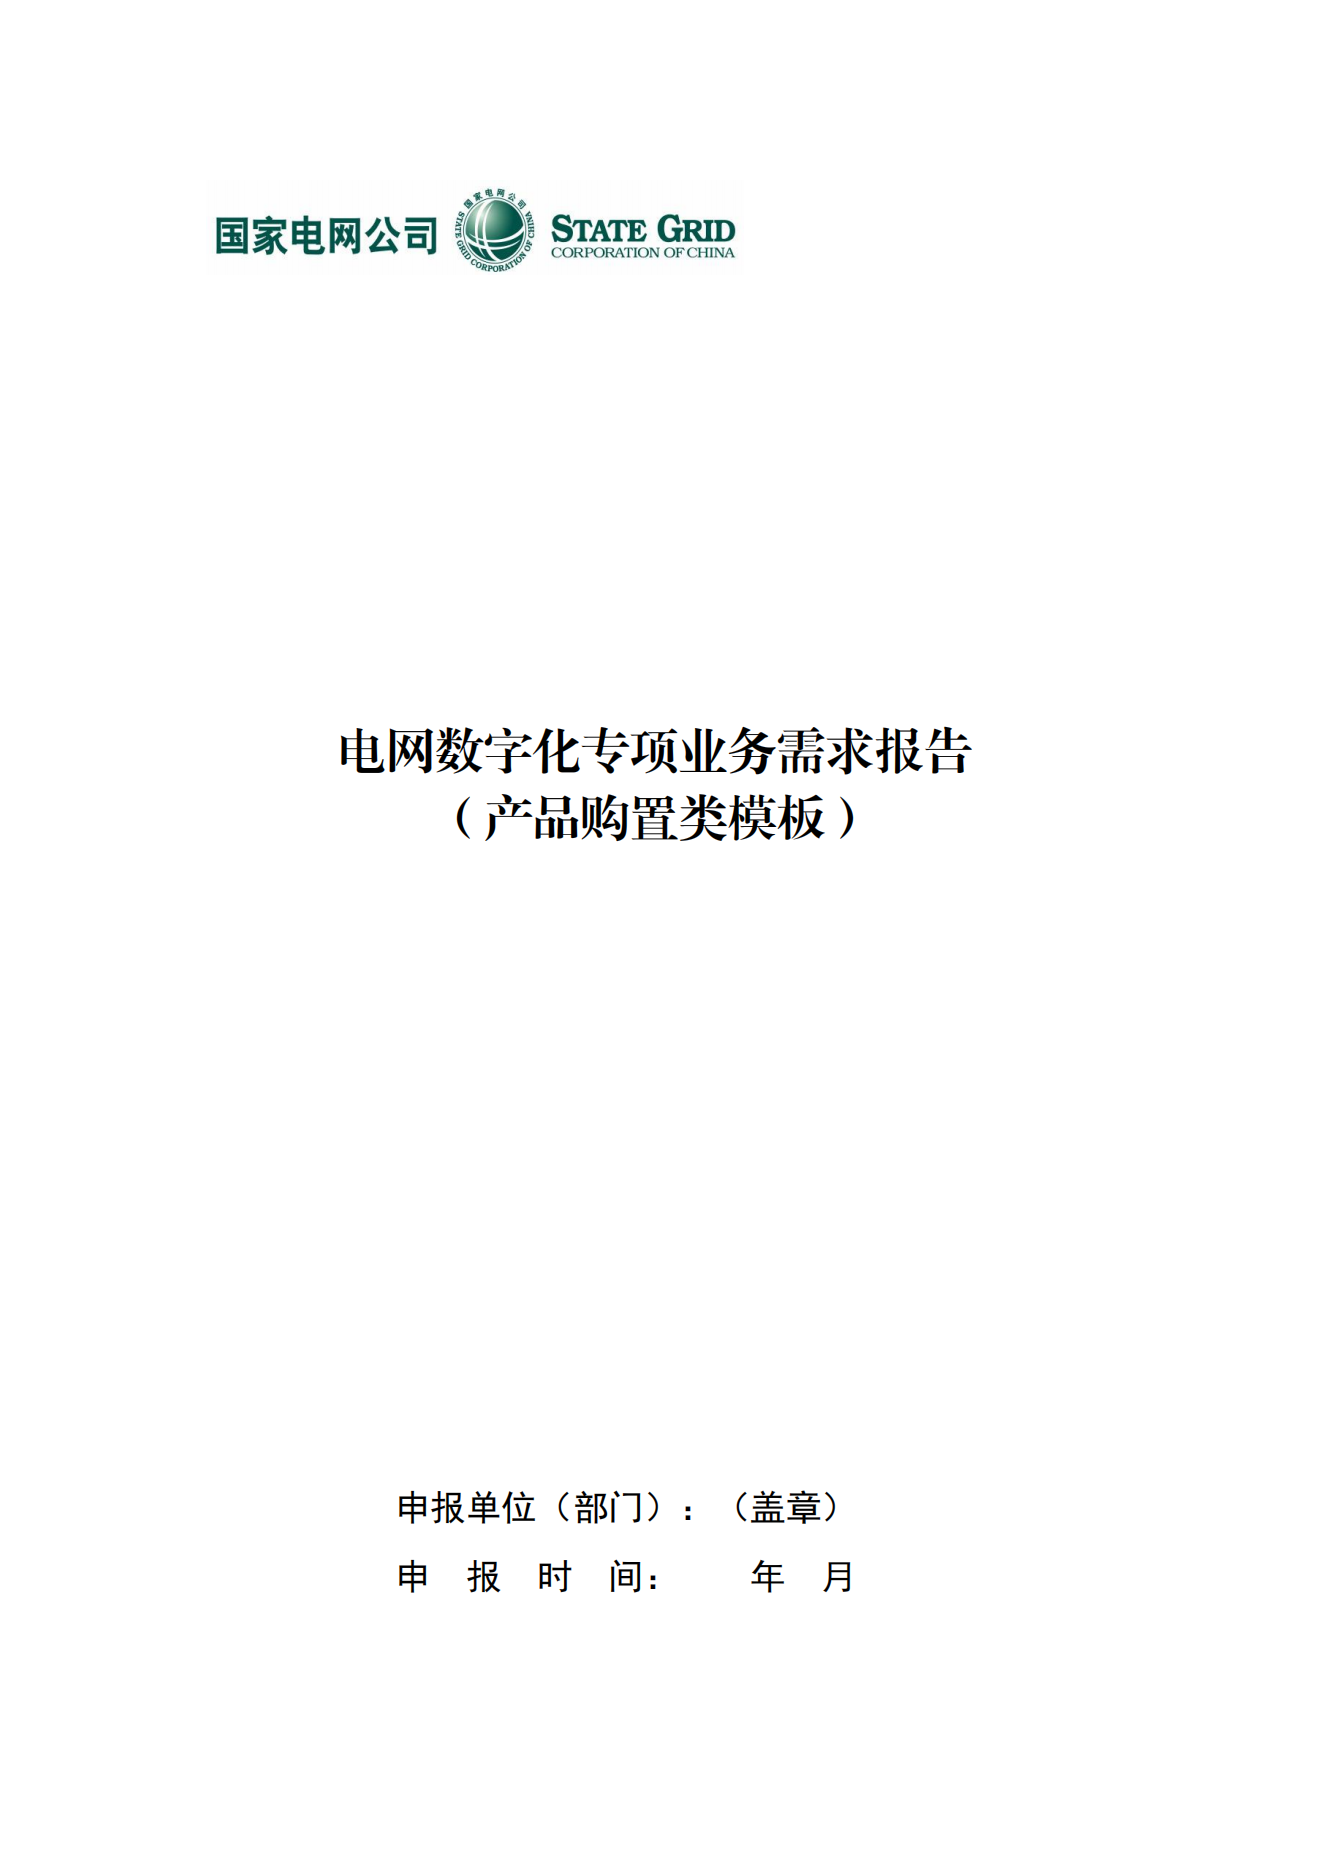 国家电网公司
国家电网公司
STATE GRID CORPORATION OF CHINA
STATE GRID
CORPORATION OF CHINA
电网数字化专项业务需求报告
（产品购置类模板）
申报单位（部门）：（盖章）
申 报 时 间： 年 月